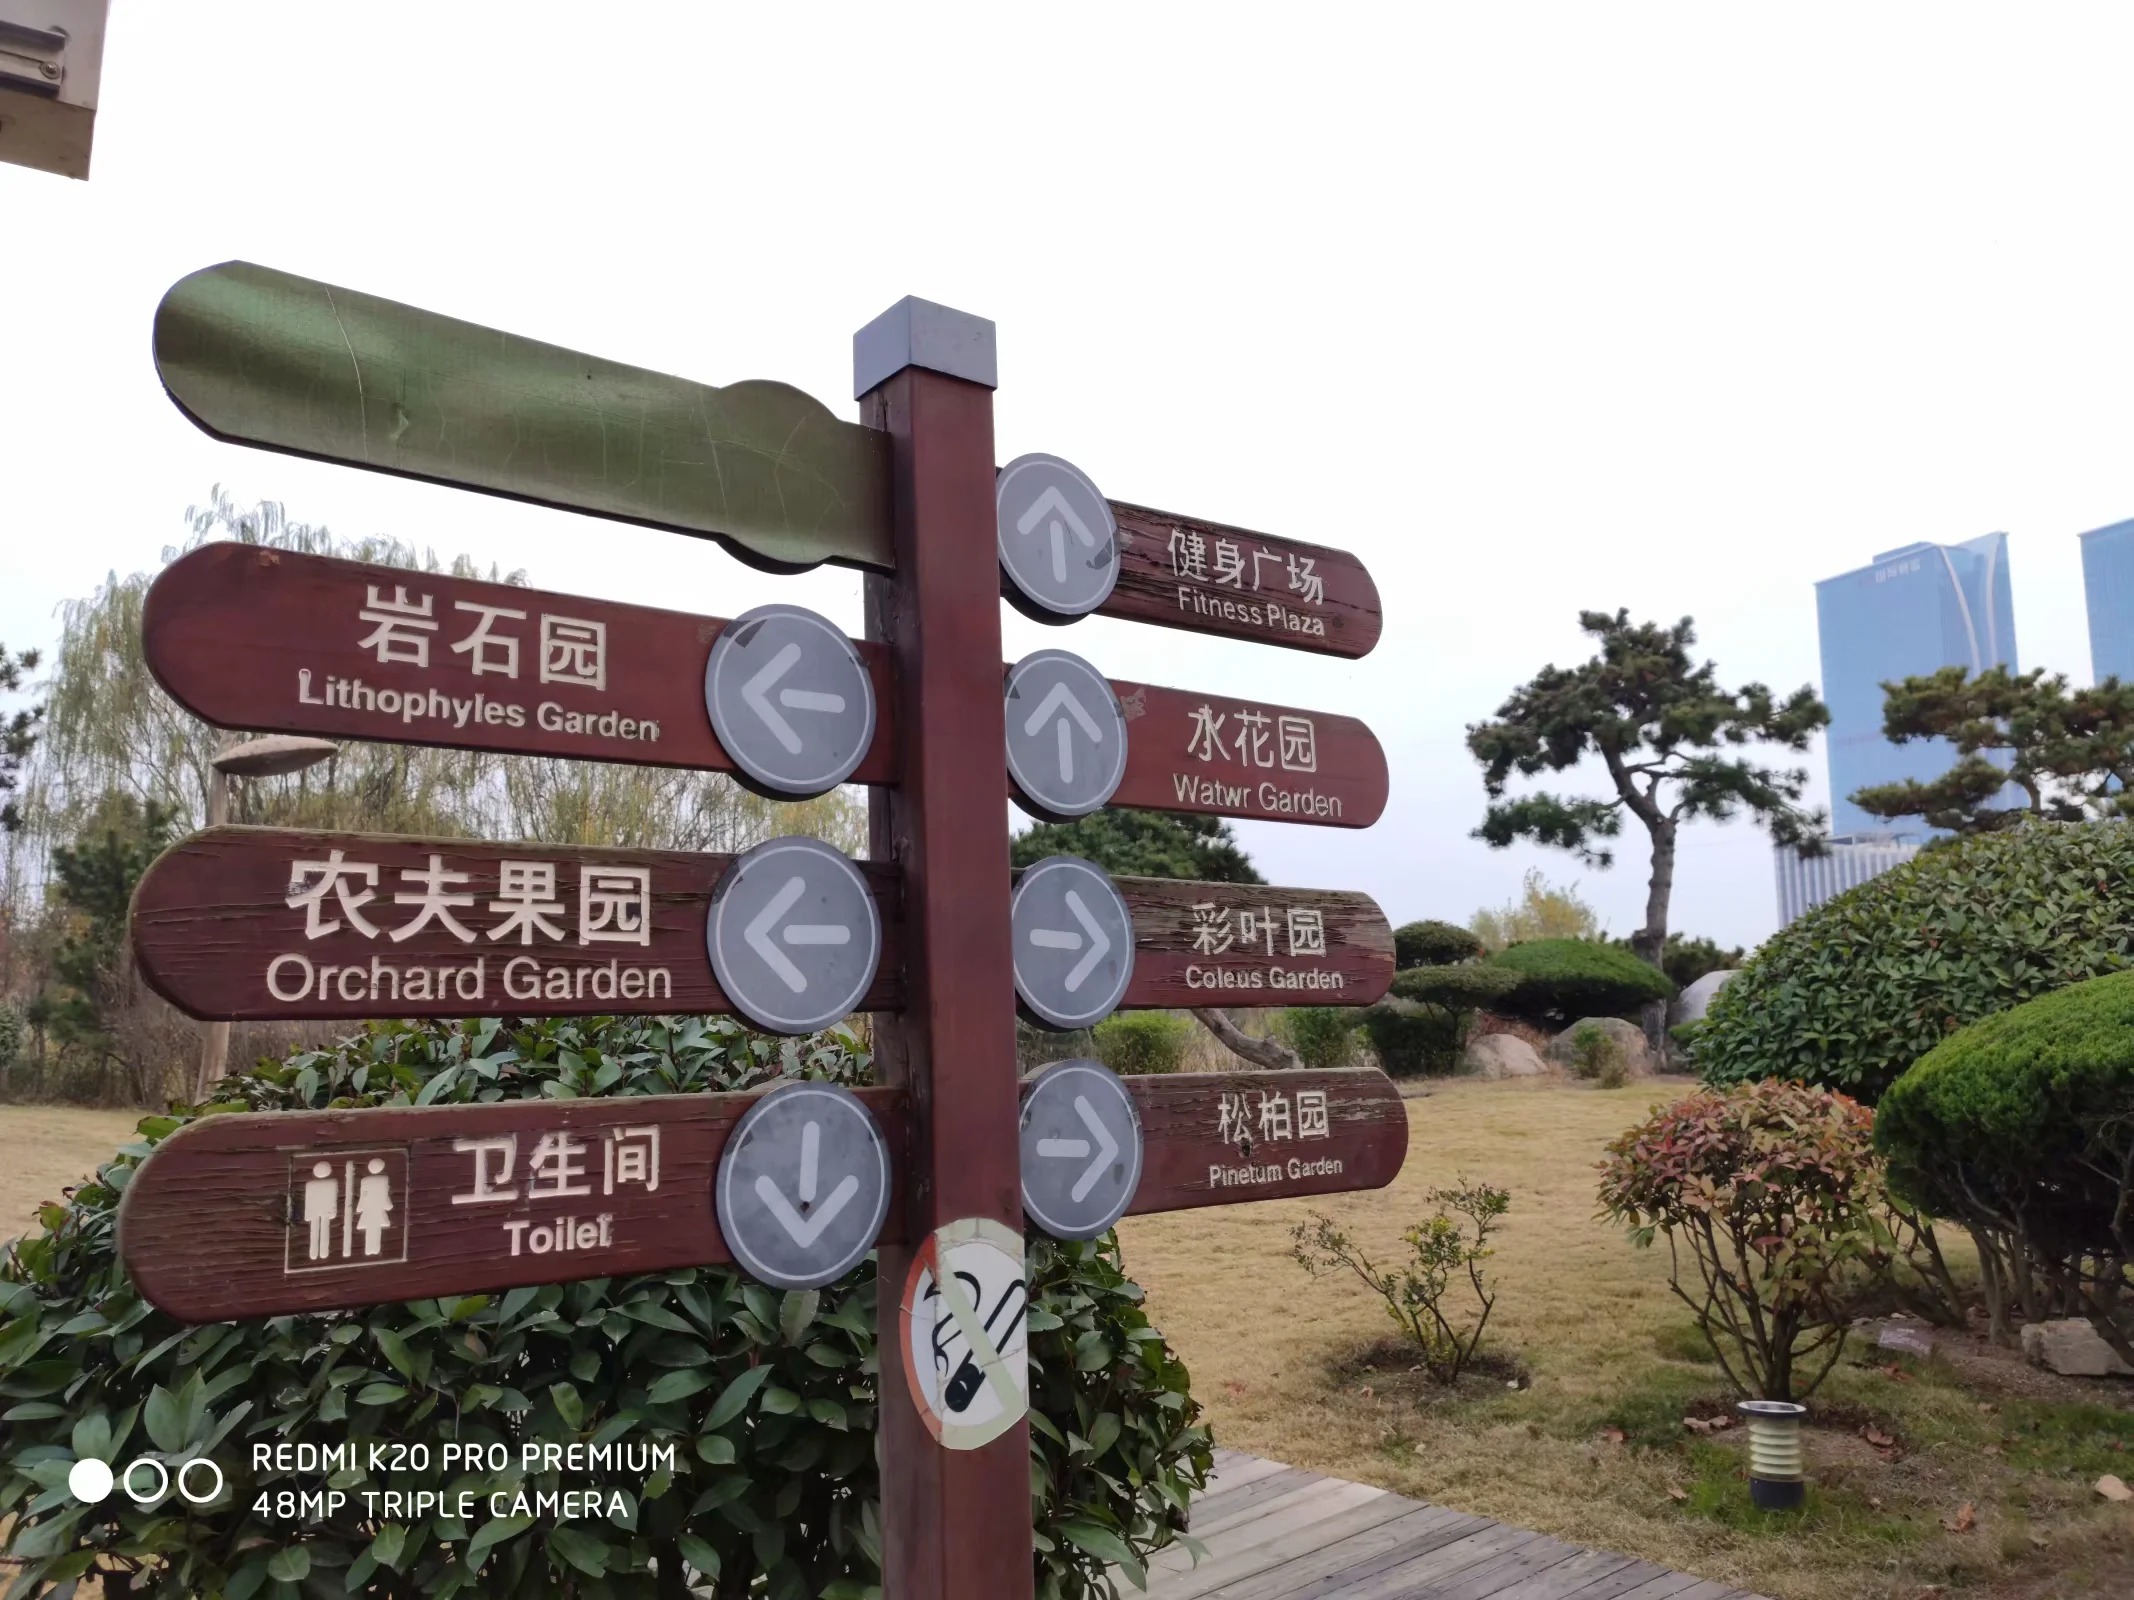 岩石园
Lithophyles Garden
农夫果园
Orchard Garden
卫生间
Toilet
健身广场
Fitness Plaza
水花园
Watwr Garden
彩叶园
Coleus Garden
松柏园
Pinetum Garden
REDMI K20 PRO PREMIUM
48MP TRIPLE CAMERA